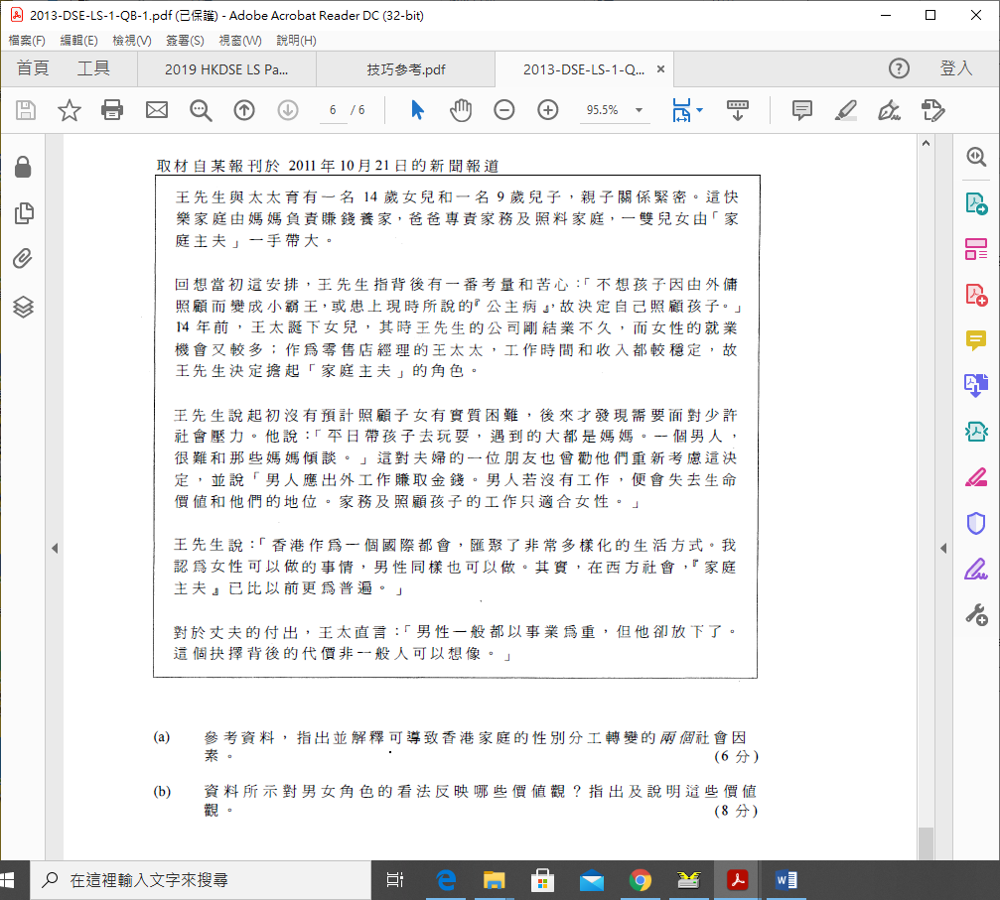 2013-DSE-LS-1-QB-1.pdf (已保護) - Adobe Acrobat Reader DC (32-bit)
檔案(F) 編輯(E) 檢視(V) 簽署(S) 視窗(W) 說明(H)
首頁 工具 2019 HKDSE LS Pa... 技巧參考.pdf 2013-DSE-LS-1-Q... × ? 登入
6 / 6 95.5%
取材自某報刊於 2011 年 10 月 21 日的新聞報道
王先生與太太育有一名 14 歲女兒和一名 9 歲兒子，親子關係緊密。這快
樂家庭由媽媽負責賺錢養家，爸爸專責家務及照料家庭，一雙兒女由「家
庭主夫」一手帶大。
回想當初這安排，王先生指背後有一番考量和苦心：「不想孩子因由外傭
照顧而變成小霸王，或患上現時所說的『公主病』，故決定自己照顧孩子。」
14 年前，王太誕下女兒，其時王先生的公司剛結業不久，而女性的就業
機會又較多；作為零售店經理的王太太，工作時間和收入都較穩定，故
王先生決定擔起「家庭主夫」的角色。
王先生說起初沒有預計照顧子女有實質困難，後來才發現需要面對少許
社會壓力。他說：「平日帶孩子去玩耍，遇到的大都是媽媽。一個男人，
很難和那些媽媽傾談。」這對夫婦的一位朋友也曾勸他們重新考慮這決
定，並說「男人應出外工作賺取金錢。男人若沒有工作，便會失去生命
價值和他們的地位。家務及照顧孩子的工作只適合女性。」
王先生說：「香港作為一個國際都會，匯聚了非常多樣化的生活方式。我
認為女性可以做的事情，男性同樣也可以做。其實，在西方社會，『家庭
主夫』已比以前更為普遍。」
對於丈夫的付出，王太直言：「男性一般都以事業為重，但他卻放下了。
這個抉擇背後的代價非一般人可以想像。」
(a) 參考資料，指出並解釋可導致香港家庭的性別分工轉變的兩個社會因
素。 (6 分)
(b) 資料所示對男女角色的看法反映哪些價值觀？指出及說明這些價值
觀。 (8 分)
在這裡輸入文字來搜尋